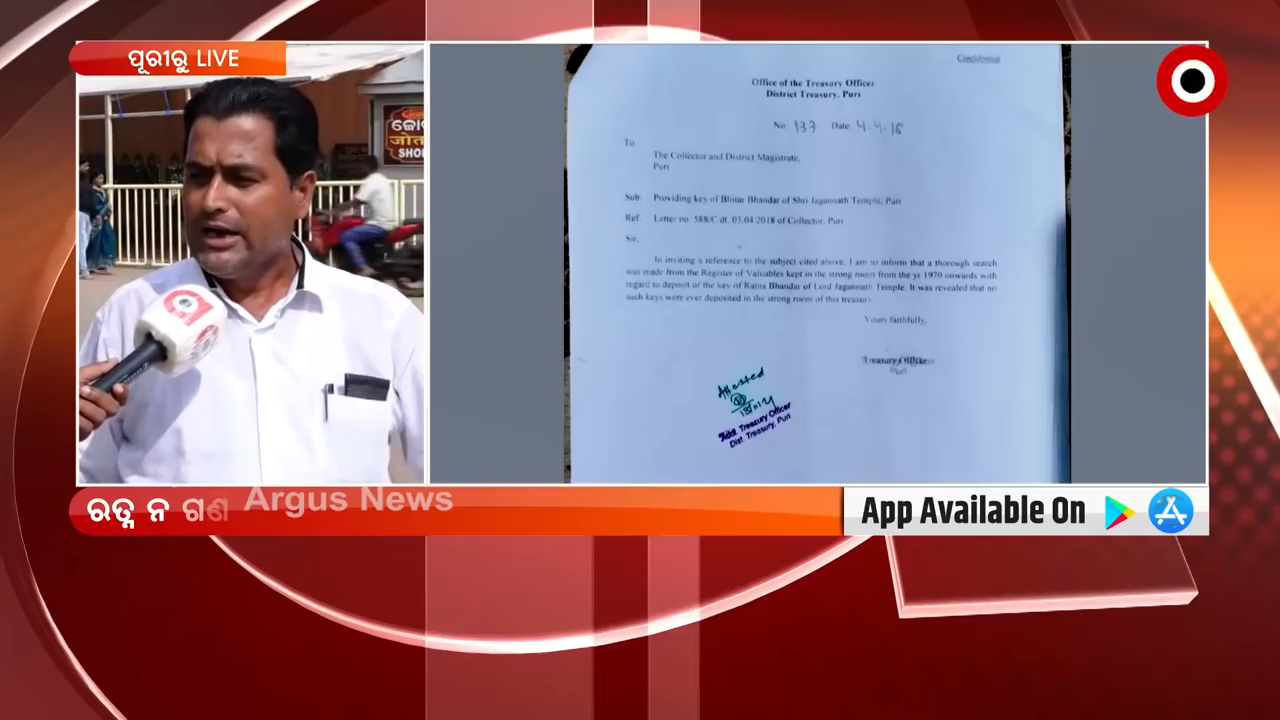 ପୂରୀରୁ LIVE
ଜୋ
जोत
SHO
Confidential
Office of the Treasury Officer
District Treasury, Puri
No 137 Date 4.4.18
To
The Collector and District Magistrate,
Puri
Sub: Providing key of Bhitar Bhandar of Shri Jagannath Temple, Puri
Ref: Letter no 588/C dt. 03.04.2018 of Collector, Puri
Sir,
In inviting a reference to the subject cited above, I am to inform that a thorough search
was made from the Register of Valuables kept in the strong room from the yr 1970 onwards with
regard to deposit of the key of Ratna Bhandar of Lord Jagannath Temple. It was revealed that no
such keys were ever deposited in the strong room of this treasury
Yours faithfully,
Treasury Officer
Puri
Attested
Addl. Treasury Officer
Dist. Treasury, Puri
ରତ୍ନ ନ ଗଣ
Argus News
App Available On